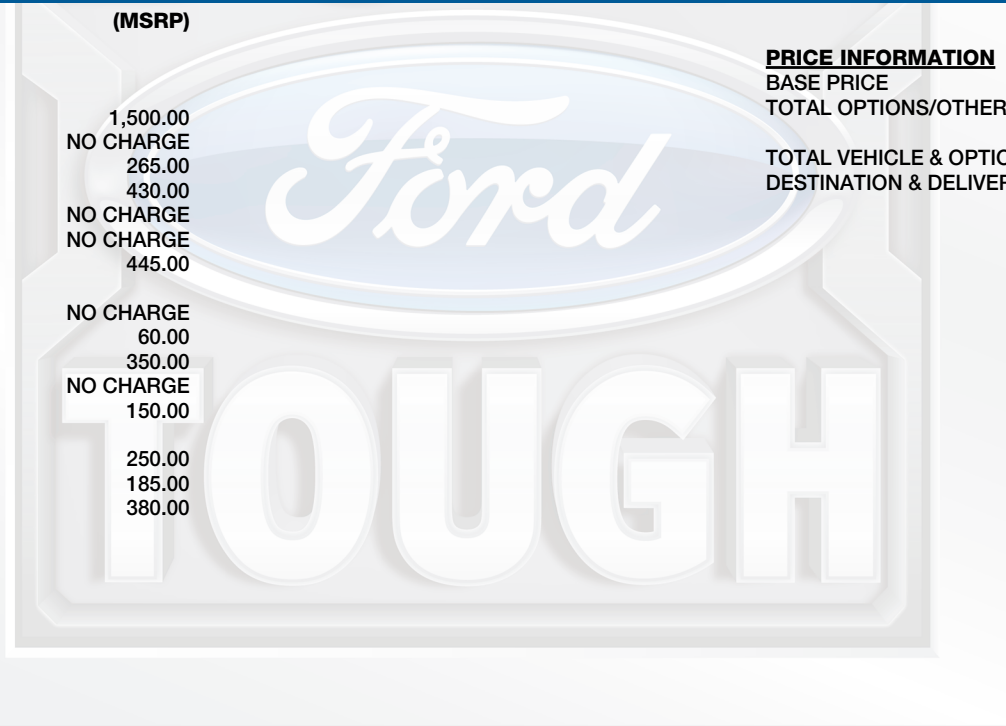 (MSRP)
1,500.00
NO CHARGE
265.00
430.00
NO CHARGE
NO CHARGE
445.00
NO CHARGE
60.00
350.00
NO CHARGE
150.00
250.00
185.00
380.00
PRICE INFORMATION
BASE PRICE
TOTAL OPTIONS/OTHER
TOTAL VEHICLE & OPTIO
DESTINATION & DELIVER
Ford
TOUGH